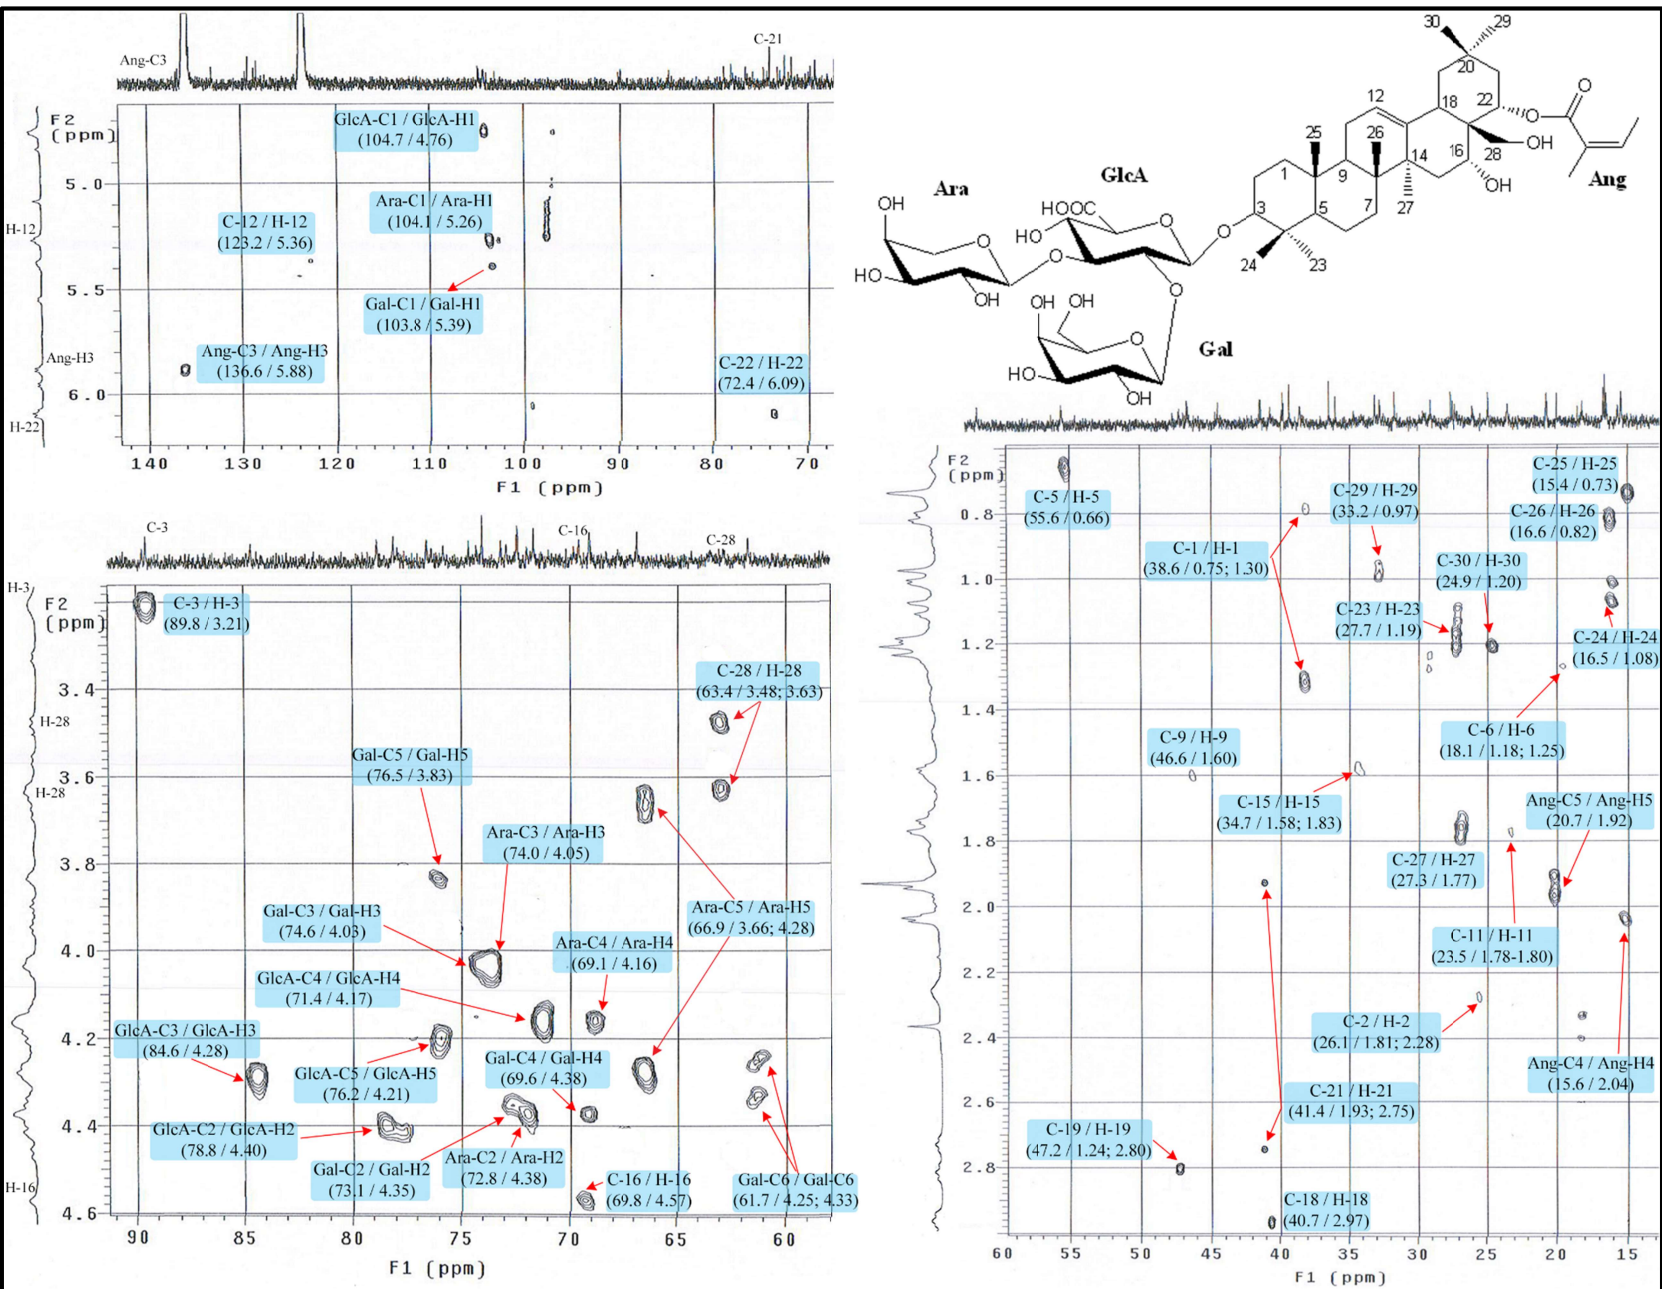 Ang-C3
C-21
F2
(ppm)
GlcA-C1 / GlcA-H1
(104.7 / 4.76)
5.0
Ara-C1 / Ara-H1
(104.1 / 5.26)
C-12 / H-12
(123.2 / 5.36)
H-12
5.5
Gal-C1 / Gal-H1
(103.8 / 5.39)
Ang-H3
Ang-C3 / Ang-H3
(136.6 / 5.88)
C-22 / H-22
(72.4 / 6.09)
6.0
H-22
140 130 120 110 100 90 80 70
F1 (ppm)
30 29
20
12 18 22
O
O
25 26 16 28 OH
1 9 14
OH
Ang
Ara GlcA
OH HOOC
O O
3 5 7 27
HO
O
O
24 23
HO
HO OH
O
OH OH
O
Gal
HO
OH
C-3
C-16
C-28
H-3
F2
(ppm)
C-3 / H-3
(89.8 / 3.21)
3.4
C-28 / H-28
(63.4 / 3.48; 3.63)
H-28
Gal-C5 / Gal-H5
(76.5 / 3.83)
3.6
H-28
3.8
Ara-C3 / Ara-H3
(74.0 / 4.05)
Gal-C3 / Gal-H3
(74.6 / 4.03)
Ara-C5 / Ara-H5
(66.9 / 3.66; 4.28)
4.0
Ara-C4 / Ara-H4
(69.1 / 4.16)
GlcA-C4 / GlcA-H4
(71.4 / 4.17)
GlcA-C3 / GlcA-H3
(84.6 / 4.28)
4.2
GlcA-C5 / GlcA-H5
(76.2 / 4.21)
Gal-C4 / Gal-H4
(69.6 / 4.38)
4.4
GlcA-C2 / GlcA-H2
(78.8 / 4.40)
Gal-C2 / Gal-H2
(73.1 / 4.35)
Ara-C2 / Ara-H2
(72.8 / 4.38)
C-16 / H-16
(69.8 / 4.57)
Gal-C6 / Gal-C6
(61.7 / 4.25; 4.33)
H-16
4.6
90 85 80 75 70 65 60
F1 (ppm)
F2
(ppm)
C-5 / H-5
(55.6 / 0.66)
C-29 / H-29
(33.2 / 0.97)
C-25 / H-25
(15.4 / 0.73)
0.8
C-26 / H-26
(16.6 / 0.82)
C-1 / H-1
(38.6 / 0.75; 1.30)
C-30 / H-30
(24.9 / 1.20)
1.0
C-23 / H-23
(27.7 / 1.19)
C-24 / H-24
(16.5 / 1.08)
1.2
1.4
C-6 / H-6
(18.1 / 1.18; 1.25)
C-9 / H-9
(46.6 / 1.60)
1.6
C-15 / H-15
(34.7 / 1.58; 1.83)
Ang-C5 / Ang-H5
(20.7 / 1.92)
1.8
C-27 / H-27
(27.3 / 1.77)
2.0
C-11 / H-11
(23.5 / 1.78-1.80)
2.2
C-2 / H-2
(26.1 / 1.81; 2.28)
2.4
Ang-C4 / Ang-H4
(15.6 / 2.04)
C-21 / H-21
(41.4 / 1.93; 2.75)
2.6
C-19 / H-19
(47.2 / 1.24; 2.80)
2.8
C-18 / H-18
(40.7 / 2.97)
60 55 50 45 40 35 30 25 20 15
F1 (ppm)